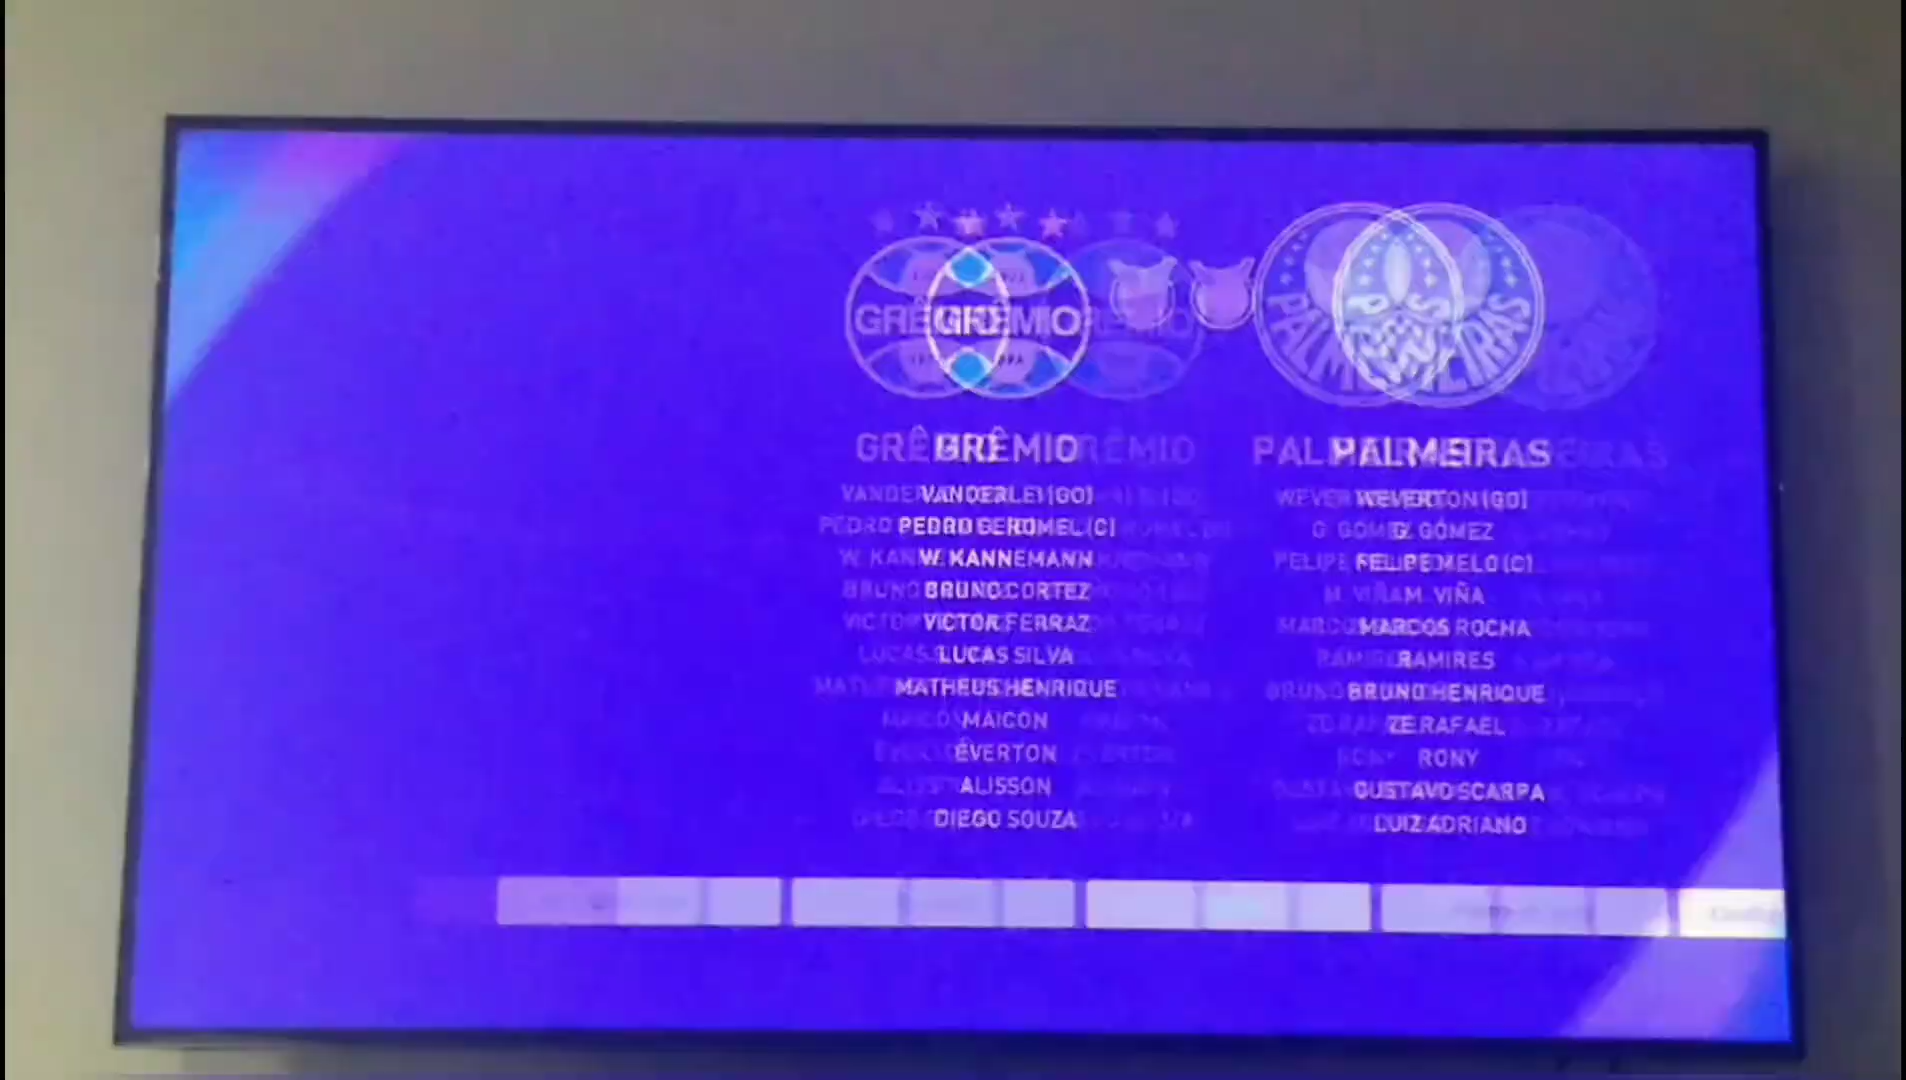 GRÊMIO
PALMEIRAS
GRÊMIO
VANDERLEI (GO)
PEDRO GEROMEL (C)
W. KANNEMANN
BRUNO CORTEZ
VICTOR FERRAZ
LUCAS SILVA
MATHEUS HENRIQUE
MAICON
ÉVERTON
ALISSON
DIEGO SOUZA
PALMEIRAS
WEVERTON (GO)
G. GÓMEZ
FELIPE MELO (C)
M. VIÑA
MARCOS ROCHA
RAMIRES
BRUNO HENRIQUE
ZÉ RAFAEL
RONY
GUSTAVO SCARPA
LUIZ ADRIANO